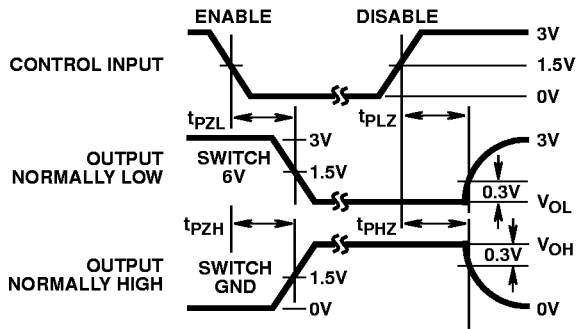 ENABLE DISABLE
3V
CONTROL INPUT 1.5V
0V
tPZL tPLZ
3V 3V
OUTPUT
NORMALLY LOW
SWITCH
6V
1.5V
0.3V
VOL
tPZH tPHZ
VOH
OUTPUT
NORMALLY HIGH
SWITCH
GND
1.5V
0.3V
0V 0V